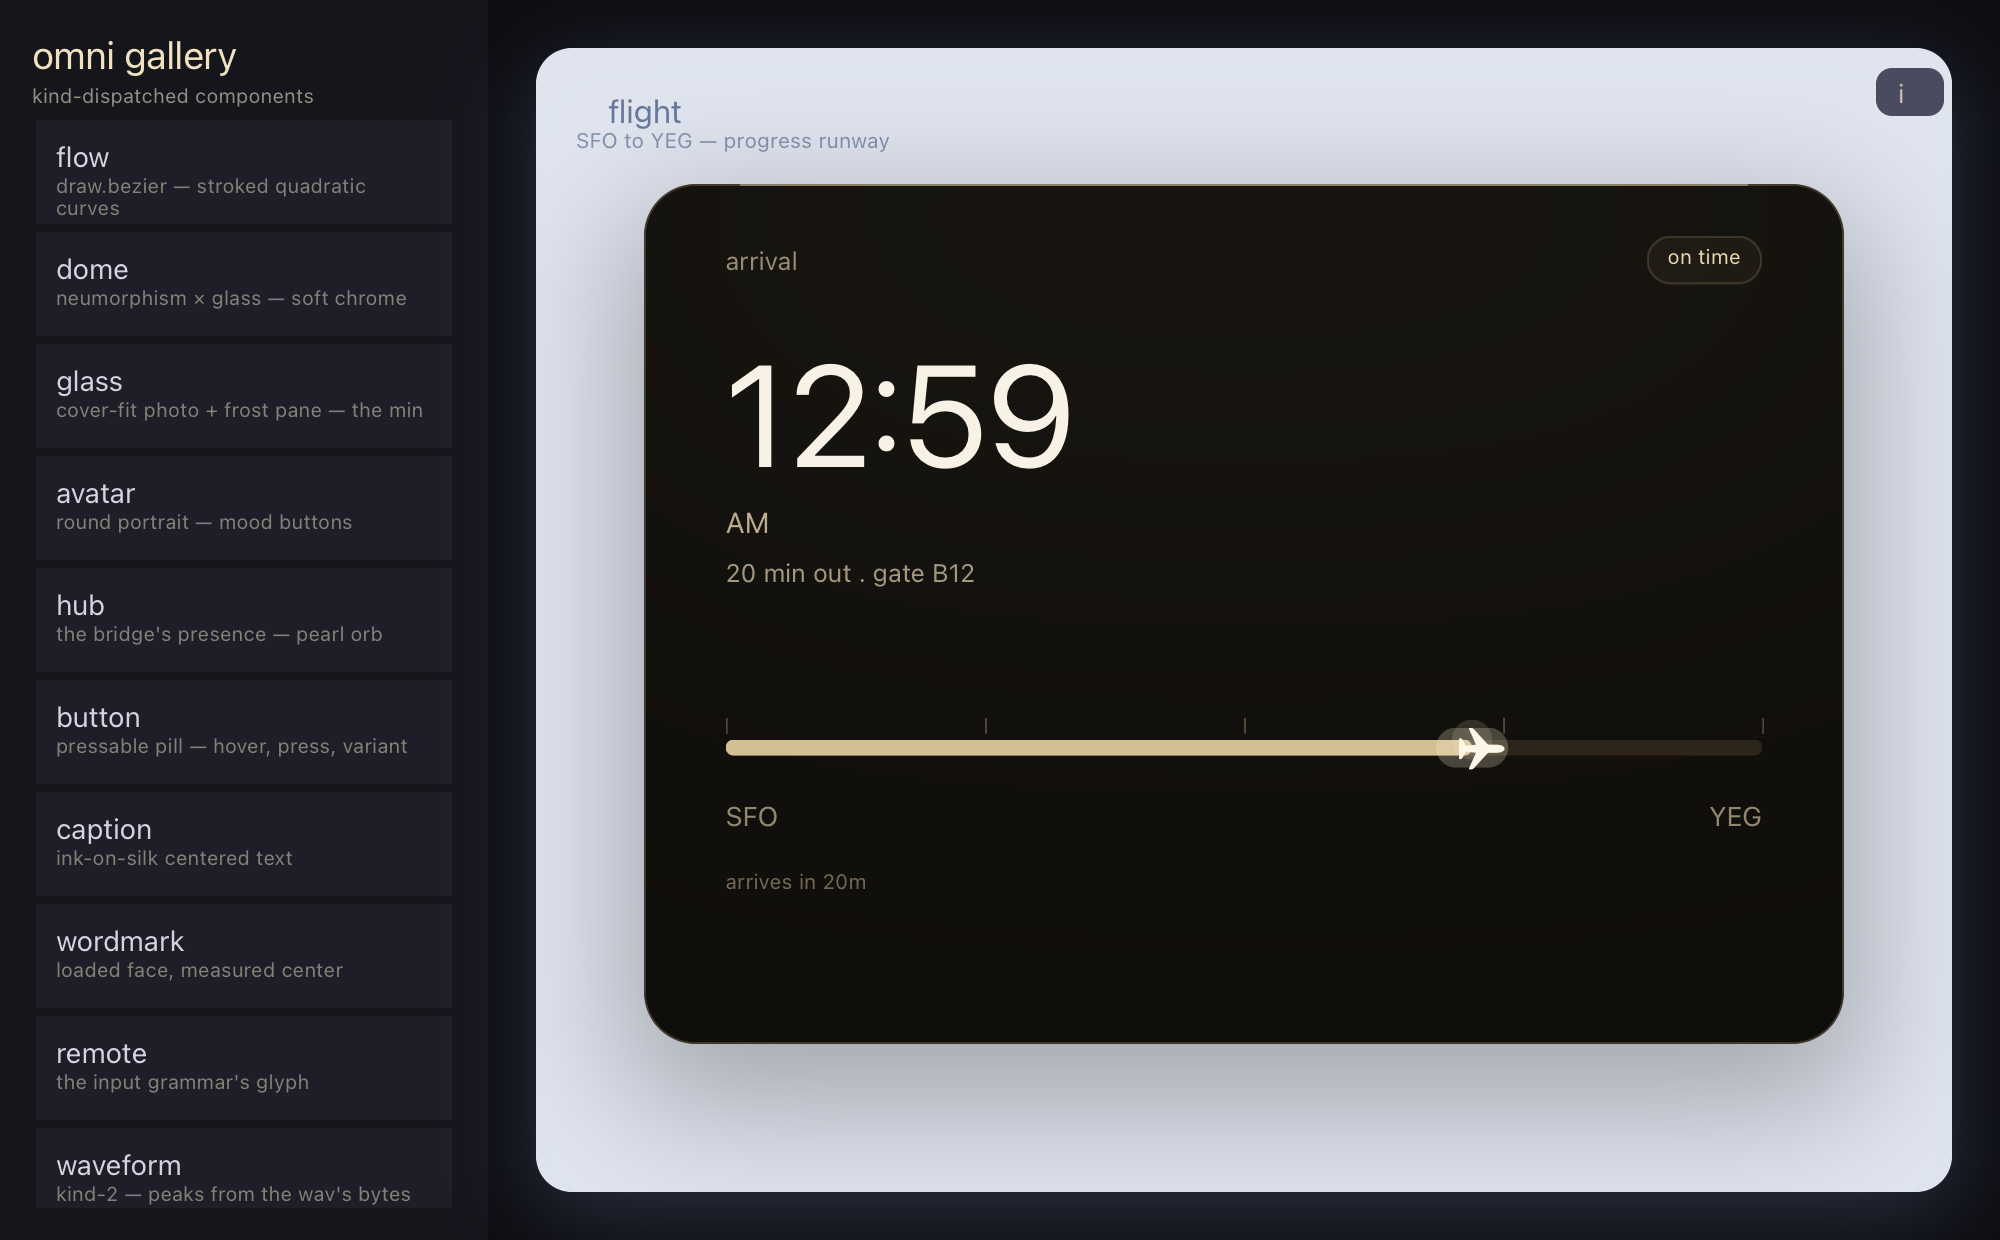 omni gallery
kind-dispatched components
flow
draw.bezier — stroked quadratic
curves
dome
neumorphism × glass — soft chrome
glass
cover-fit photo + frost pane — the min
avatar
round portrait — mood buttons
hub
the bridge's presence — pearl orb
button
pressable pill — hover, press, variant
caption
ink-on-silk centered text
wordmark
loaded face, measured center
remote
the input grammar's glyph
waveform
kind-2 — peaks from the wav's bytes
flight
SFO to YEG — progress runway
i
arrival
on time
12:59
AM
20 min out . gate B12
SFO
YEG
arrives in 20m